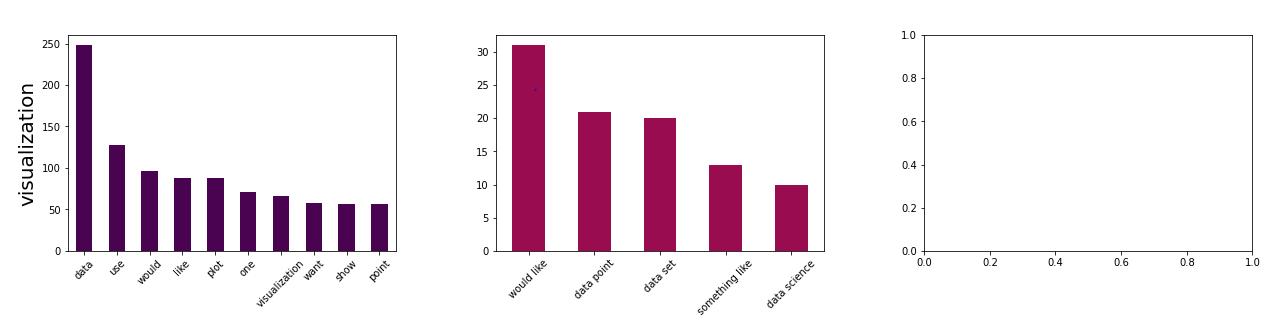 visualization
250
200
150
100
50
0
data
use
would
like
plot
one
visualization
want
show
point
30
25
20
15
10
5
0
would like
data point
data set
something like
data science
1.0
0.8
0.6
0.4
0.2
0.0
0.0 0.2 0.4 0.6 0.8 1.0